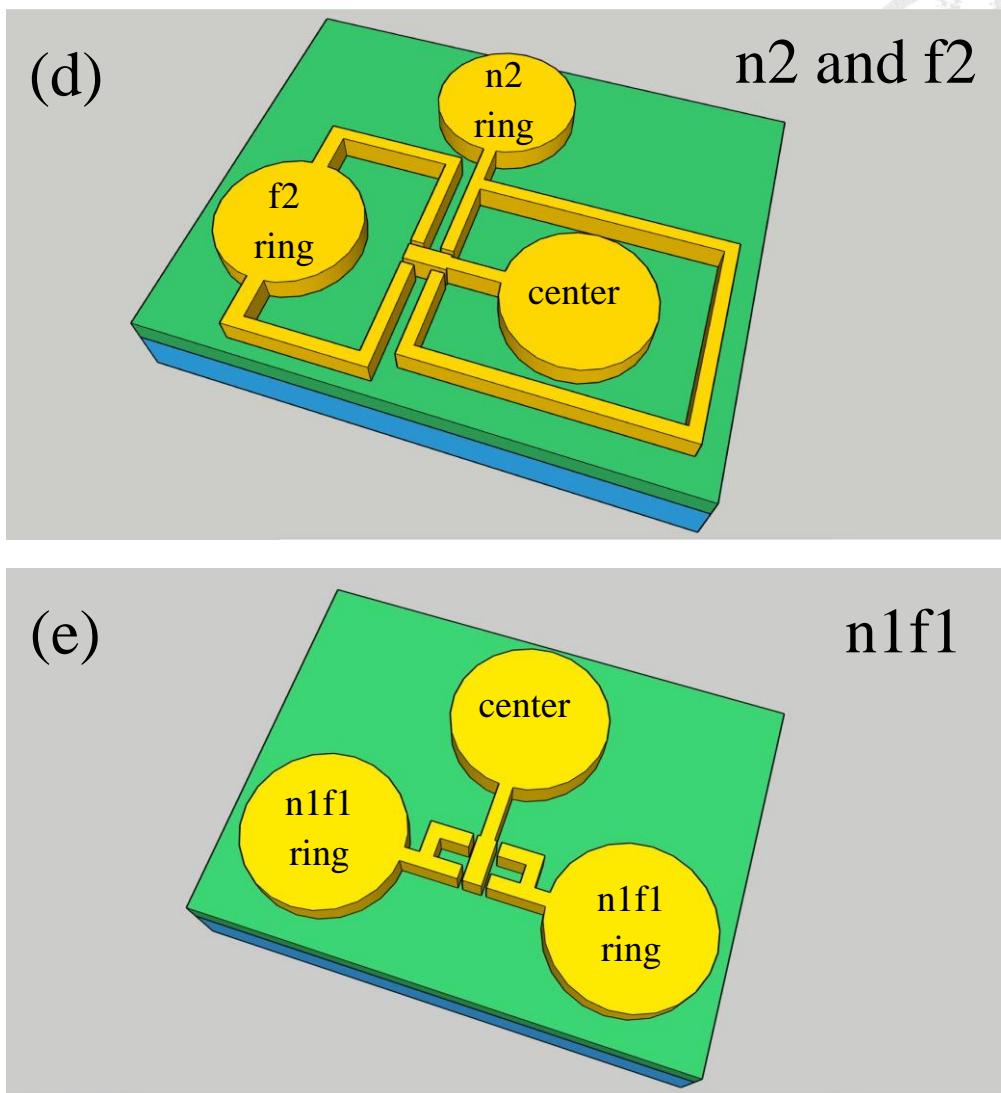 (d)
n2 and f2
n2
ring
f2
ring
center
(e)
n1f1
center
n1f1
ring
n1f1
ring